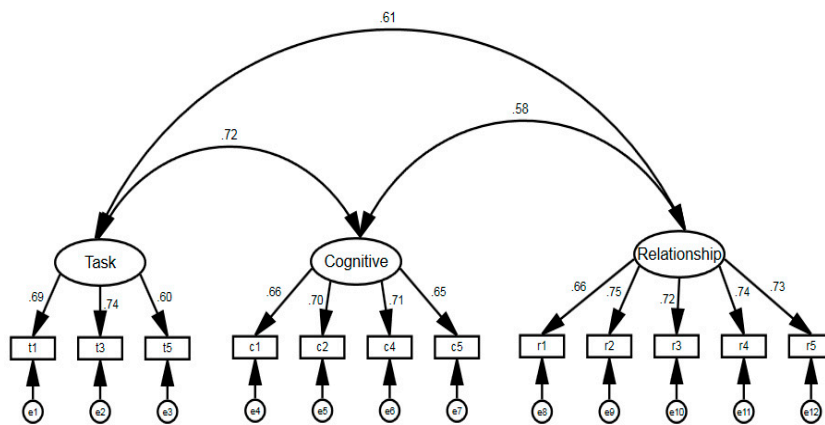 .61
.72
.58
Task
Cognitive
Relationship
.69
.74
.60
.66
.70
.71
.65
.66
.75
.72
.74
.73
t1
t3
t5
c1
c2
c4
c5
r1
r2
r3
r4
r5
e1
e2
e3
e4
e5
e6
e7
e8
e9
e10
e11
e12